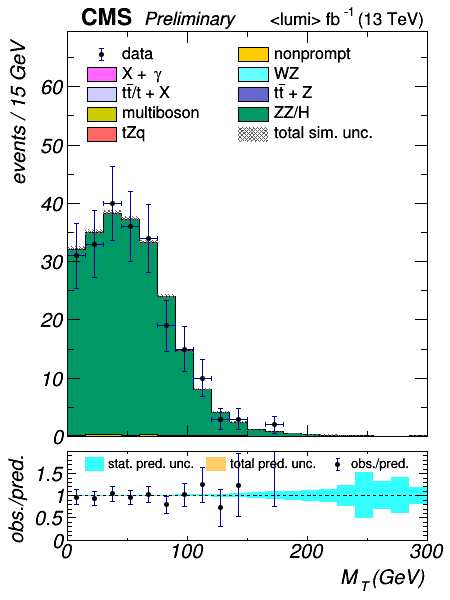 CMS Preliminary <lumi> fb⁻¹ (13 TeV)
events / 15 GeV
data
nonprompt
X + γ
WZ
tt̄/t + X
tt̄ + Z
multiboson
ZZ/H
tZq
total sim. unc.
60
50
40
30
20
10
0
obs./pred.
stat. pred. unc.
total pred. unc.
obs./pred.
1.5
1
0.5
0
0 100 200 300
M_T (GeV)